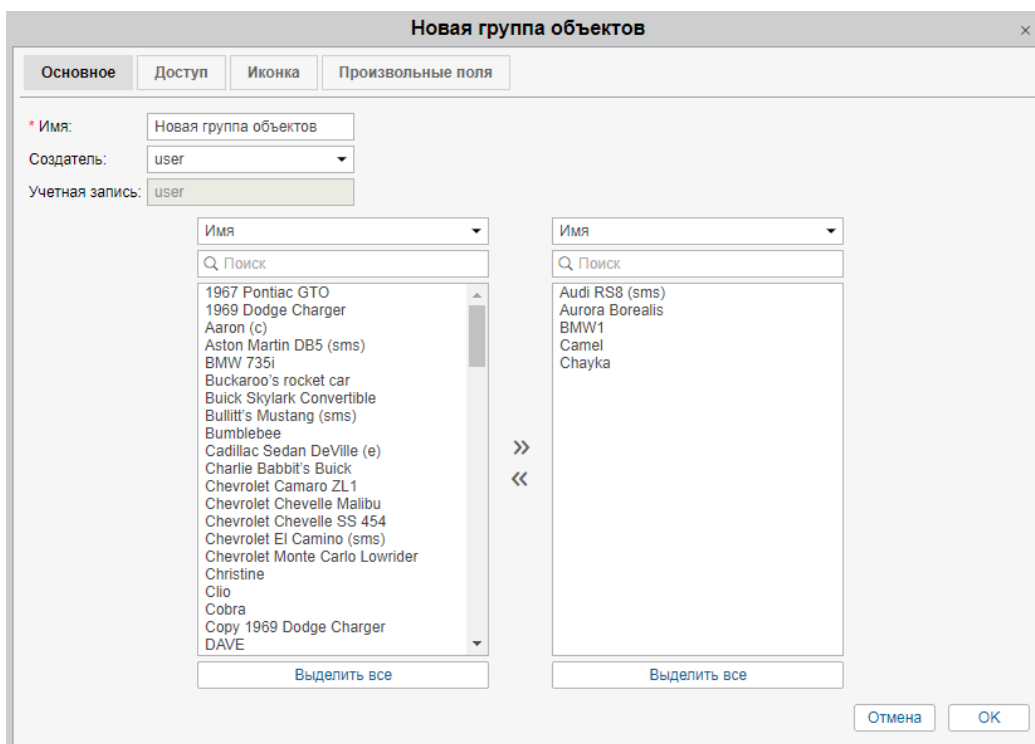 Новая группа объектов
×
Основное Доступ Иконка Произвольные поля
* Имя: Новая группа объектов
Создатель: user
Учетная запись: user
Имя
Поиск
1967 Pontiac GTO
1969 Dodge Charger
Aaron (c)
Aston Martin DB5 (sms)
BMW 735i
Buckaroo's rocket car
Buick Skylark Convertible
Bullitt's Mustang (sms)
Bumblebee
Cadillac Sedan DeVille (e)
Charlie Babbit's Buick
Chevrolet Camaro ZL1
Chevrolet Chevelle Malibu
Chevrolet Chevelle SS 454
Chevrolet El Camino (sms)
Chevrolet Monte Carlo Lowrider
Christine
Clio
Cobra
Copy 1969 Dodge Charger
DAVE
Выделить все
»
«
Имя
Поиск
Audi RS8 (sms)
Aurora Borealis
BMW1
Camel
Chayka
Выделить все
Отмена OK